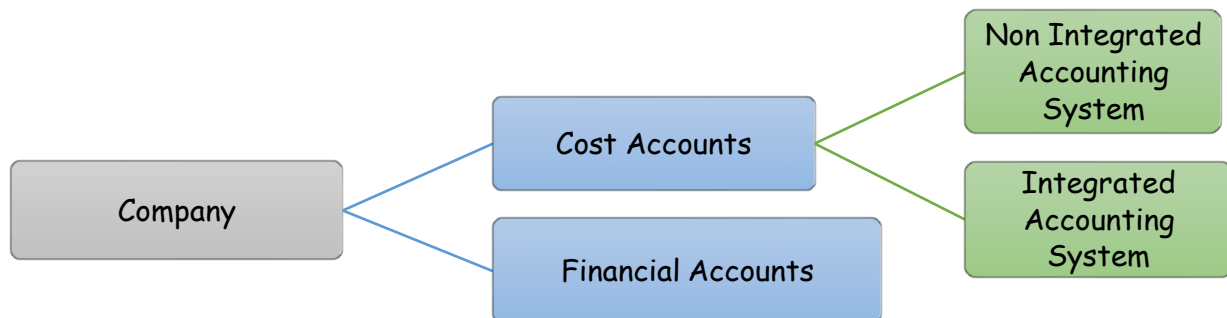 Company
Cost Accounts
Financial Accounts
Non Integrated
Accounting
System
Integrated
Accounting
System